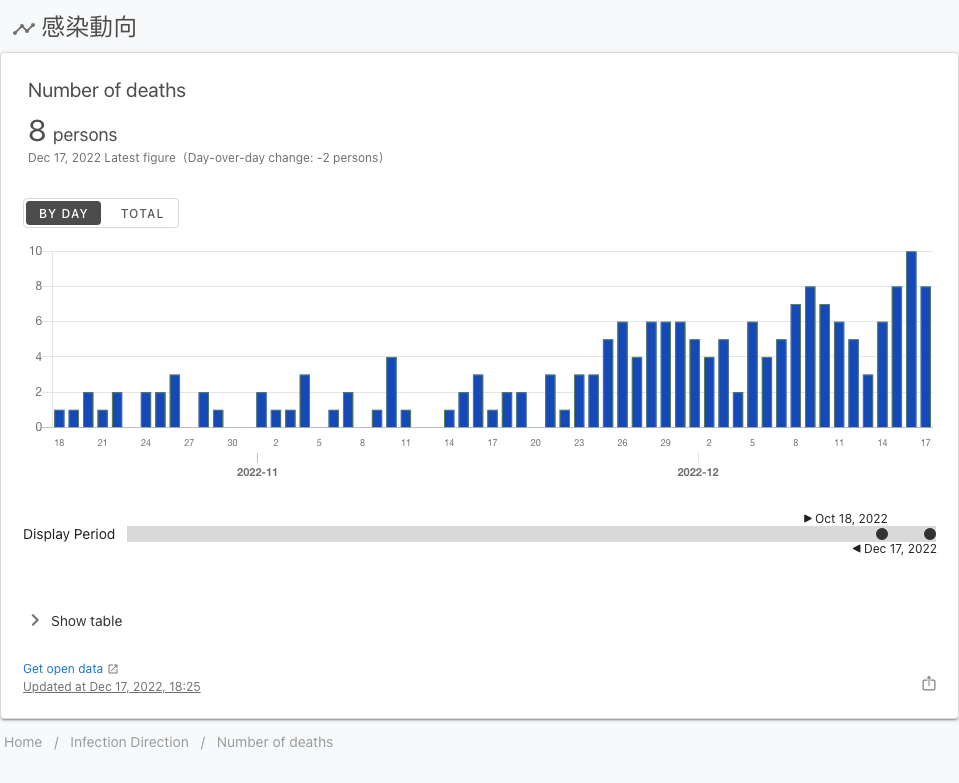 感染動向
Number of deaths
8 persons
Dec 17, 2022 Latest figure (Day-over-day change: -2 persons)
BY DAY TOTAL
10
8
6
4
2
0
18 21 24 27 30 2 5 8 11 14 17 20 23 26 29 2 5 8 11 14 17
2022-11 2022-12
Oct 18, 2022
Display Period
Dec 17, 2022
Show table
Get open data
Updated at Dec 17, 2022, 18:25
Home / Infection Direction / Number of deaths